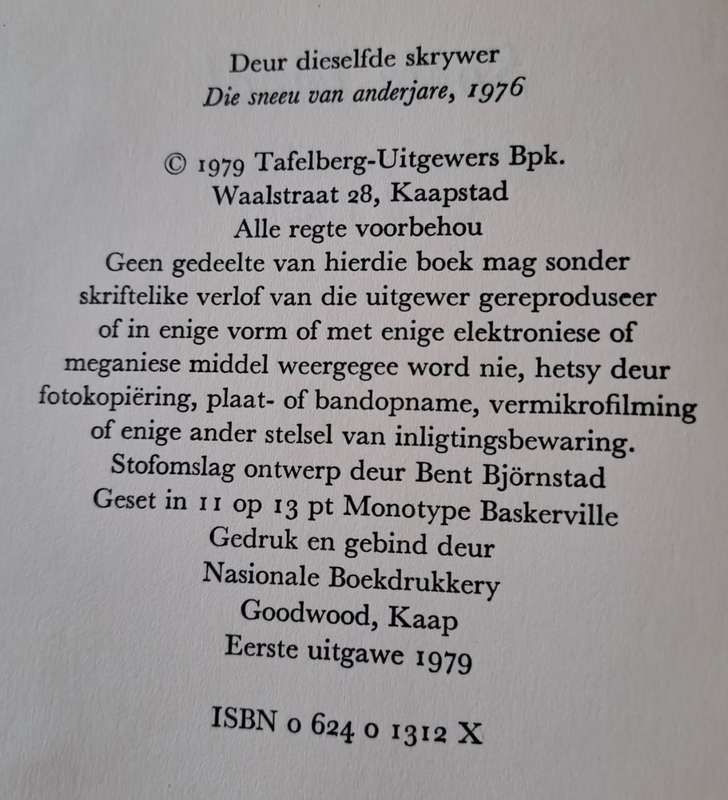 Deur dieselfde skrywer
Die sneeu van anderjare, 1976
© 1979 Tafelberg-Uitgewers Bpk.
Waalstraat 28, Kaapstad
Alle regte voorbehou
Geen gedeelte van hierdie boek mag sonder
skriftelike verlof van die uitgewer gereproduseer
of in enige vorm of met enige elektroniese of
meganiese middel weergegee word nie, hetsy deur
fotokopiëring, plaat- of bandopname, vermikrofilming
of enige ander stelsel van inligtingsbewaring.
Stofomslag ontwerp deur Bent Björnstad
Geset in 11 op 13 pt Monotype Baskerville
Gedruk en gebind deur
Nasionale Boekdrukkery
Goodwood, Kaap
Eerste uitgawe 1979
ISBN 0 624 0 1312 X